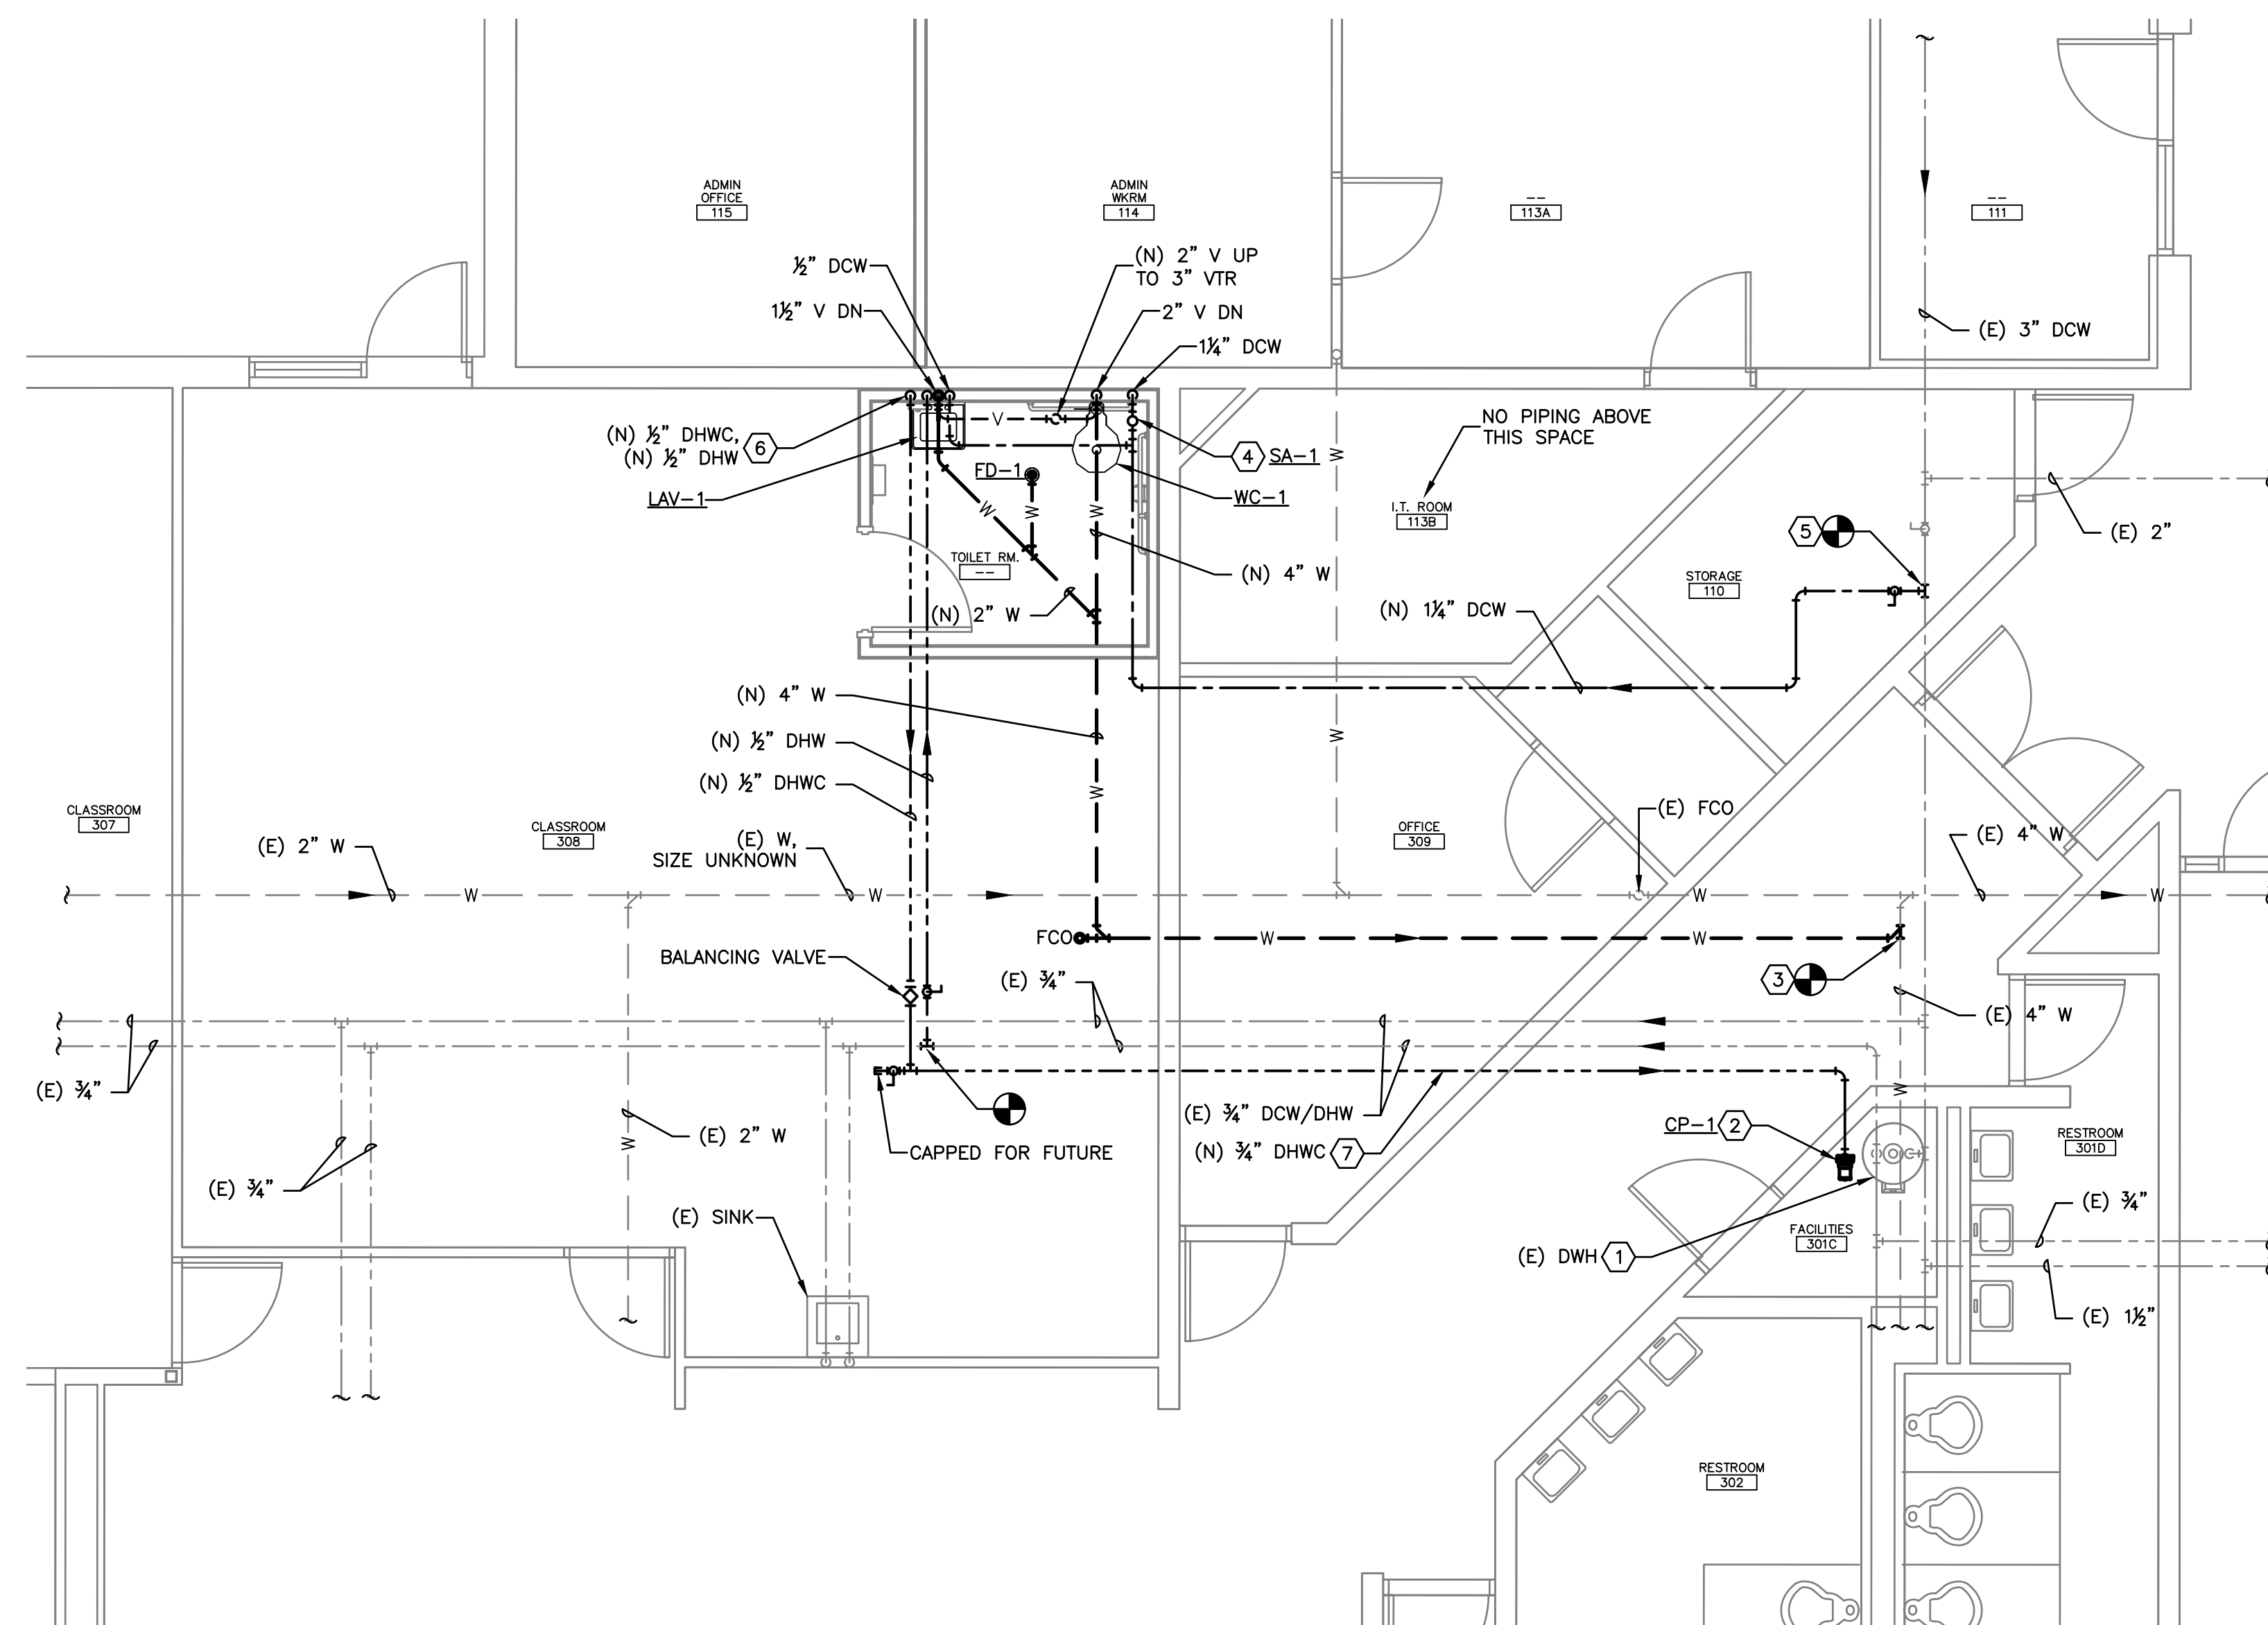 ADMIN
OFFICE
115
ADMIN
WKRM
114
--
113A
--
111
½" DCW
1½" V DN
(N) 2" V UP
TO 3" VTR
2" V DN
1¼" DCW
(E) 3" DCW
(N) ½" DHWC,
(N) ½" DHW
6
LAV-1
V
FD-1
4 SA-1
WC-1
W
W
W
W
NO PIPING ABOVE
THIS SPACE
I.T. ROOM
113B
5
(E) 2"
TOILET RM.
--
(N) 4" W
(N) 2" W
STORAGE
110
(N) 1¼" DCW
(N) 4" W
(N) ½" DHW
(N) ½" DHWC
W
W
CLASSROOM
307
CLASSROOM
308
OFFICE
309
(E) FCO
(E) 2" W
(E) W,
SIZE UNKNOWN
(E) 4" W
W
W
W
W
FCO
W
W
BALANCING VALVE
(E) ¾"
3
(E) 4" W
(E) ¾"
W
(E) ¾" DCW/DHW
(N) ¾" DHWC 7
CP-1 2
(E) 2" W
W
CAPPED FOR FUTURE
RESTROOM
301D
(E) ¾"
(E) SINK
(E) ¾"
FACILITIES
301C
(E) DWH 1
(E) 1½"
RESTROOM
302